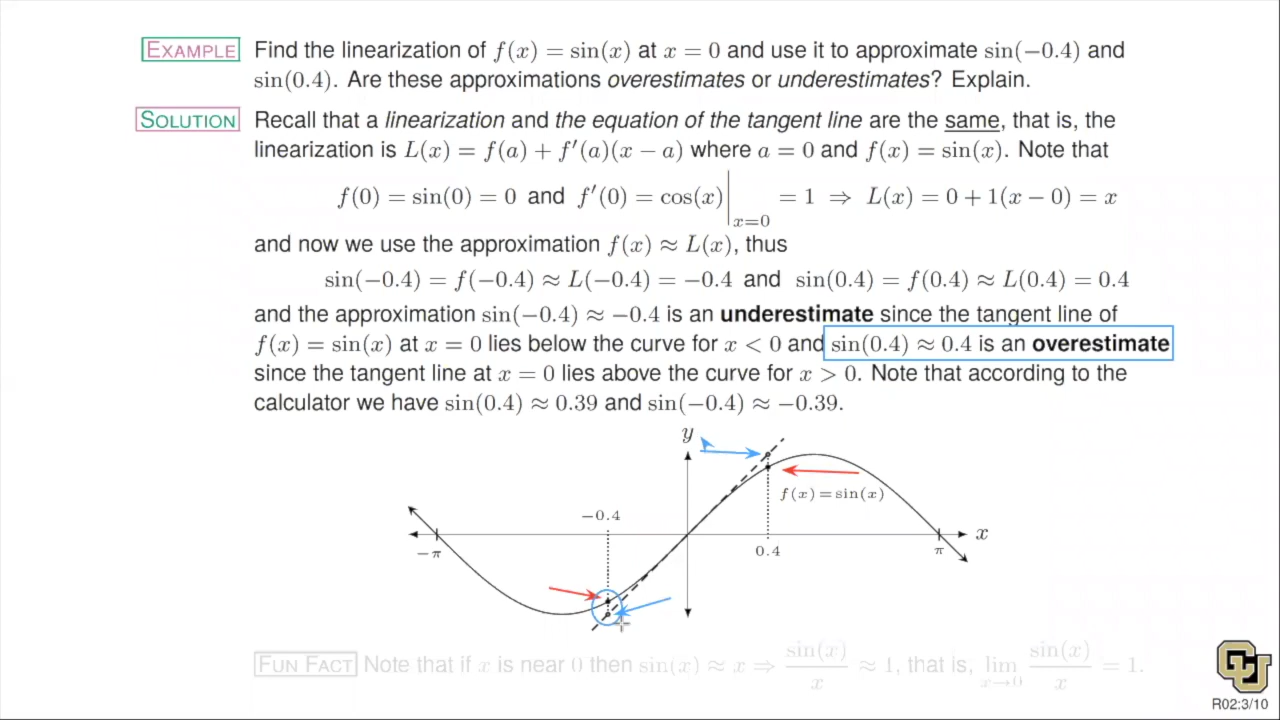 EXAMPLE Find the linearization of f(x) = sin(x) at x = 0 and use it to approximate sin(−0.4) and
sin(0.4). Are these approximations overestimates or underestimates? Explain.
SOLUTION Recall that a linearization and the equation of the tangent line are the same, that is, the
linearization is L(x) = f(a) + f′(a)(x − a) where a = 0 and f(x) = sin(x). Note that
f(0) = sin(0) = 0 and f′(0) = cos(x)|x=0 = 1 ⇒ L(x) = 0 + 1(x − 0) = x
and now we use the approximation f(x) ≈ L(x), thus
sin(−0.4) = f(−0.4) ≈ L(−0.4) = −0.4 and sin(0.4) = f(0.4) ≈ L(0.4) = 0.4
and the approximation sin(−0.4) ≈ −0.4 is an underestimate since the tangent line of
f(x) = sin(x) at x = 0 lies below the curve for x < 0 and sin(0.4) ≈ 0.4 is an overestimate
since the tangent line at x = 0 lies above the curve for x > 0. Note that according to the
calculator we have sin(0.4) ≈ 0.39 and sin(−0.4) ≈ −0.39.
y
f(x) = sin(x)
−0.4
x
−π
0.4
π
FUN FACT Note that if x is near 0 then sin(x) ≈ x ⇒ sin(x)/x ≈ 1, that is, lim x→0 sin(x)/x = 1.
CU
R02:3/10